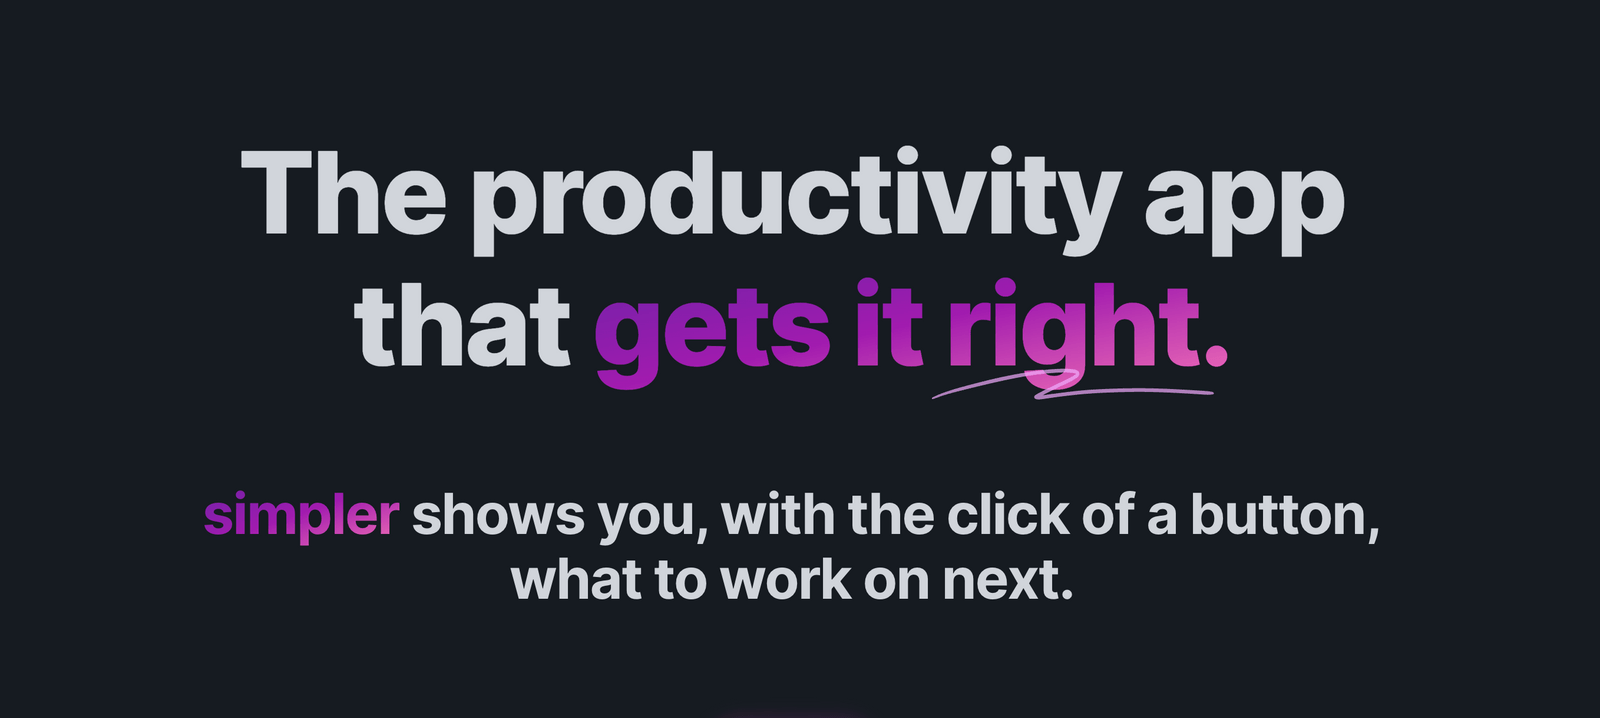 The productivity app
that gets it right.
simpler shows you, with the click of a button,
what to work on next.